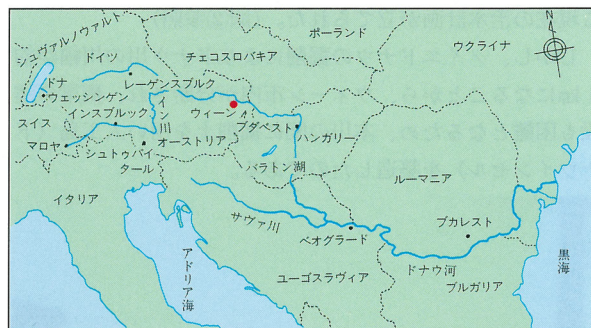 シュヴァルツヴァルト
ドイツ
ポーランド
ウクライナ
N
チェコスロバキア
レーゲンスブルク
ドナ
ウェッシンゲン
イン川
ウィーン
インスブルック
ブダペスト
ハンガリー
スイス
オーストリア
マロヤ
シュトゥバイ
タール
バラトン湖
ルーマニア
イタリア
サヴァ川
ブカレスト
ベオグラード
アドリア海
黒海
ドナウ河
ユーゴスラヴィア
ブルガリア